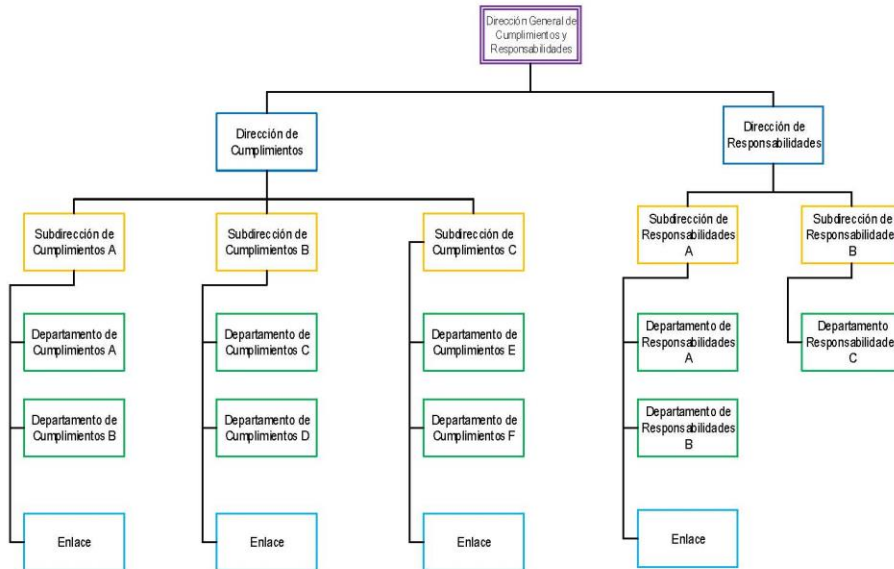 Dirección General de
Cumplimientos y
Responsabilidades
Dirección de
Cumplimientos
Dirección de
Responsabilidades
Subdirección de
Cumplimientos A
Subdirección de
Cumplimientos B
Subdirección de
Cumplimientos C
Subdirección de
Responsabilidades
A
Subdirección de
Responsabilidades
B
Departamento de
Cumplimientos A
Departamento de
Cumplimientos C
Departamento de
Cumplimientos E
Departamento de
Responsabilidades
A
Departamento
Responsabilidades
C
Departamento de
Cumplimientos B
Departamento de
Cumplimientos D
Departamento de
Cumplimientos F
Departamento de
Responsabilidades
B
Enlace
Enlace
Enlace
Enlace